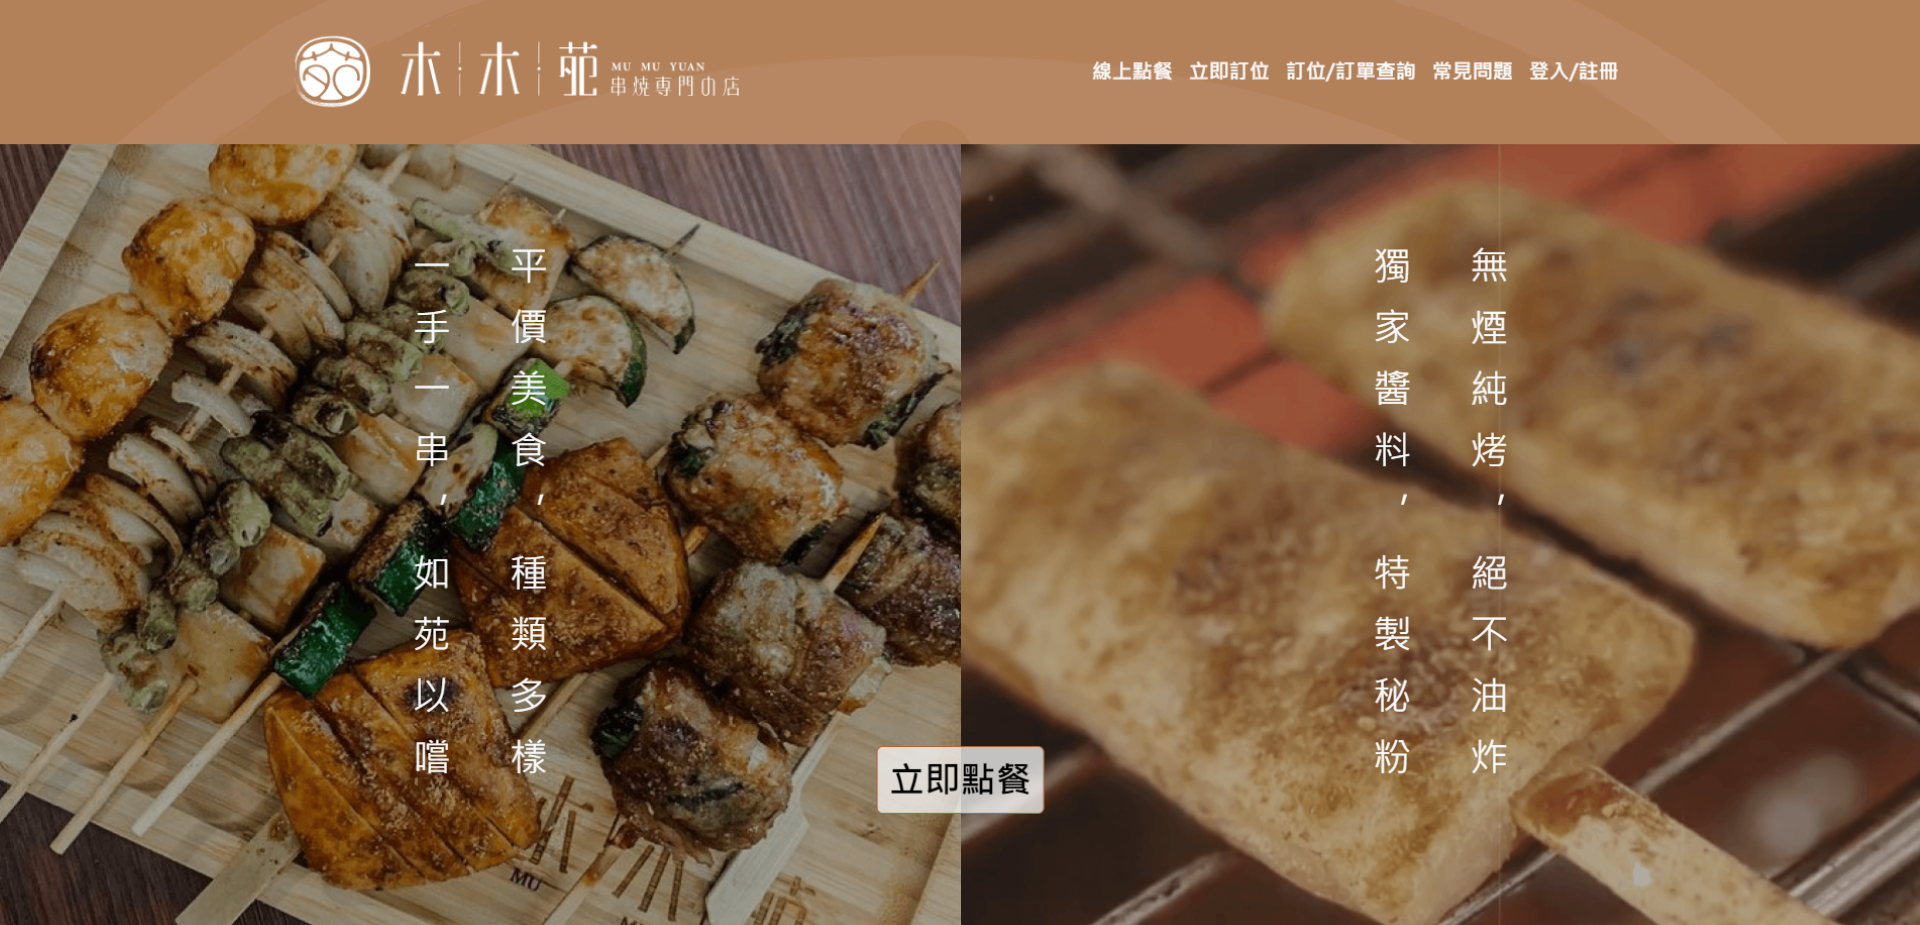 木木苑
MU MU YUAN
串燒專門の店
線上點餐 立即訂位 訂位/訂單查詢 常見問題 登入/註冊
平價美食，種類多樣
一手一串，如苑以嚐
無煙純烤，絕不油炸
獨家醬料，特製秘粉
立即點餐
MU